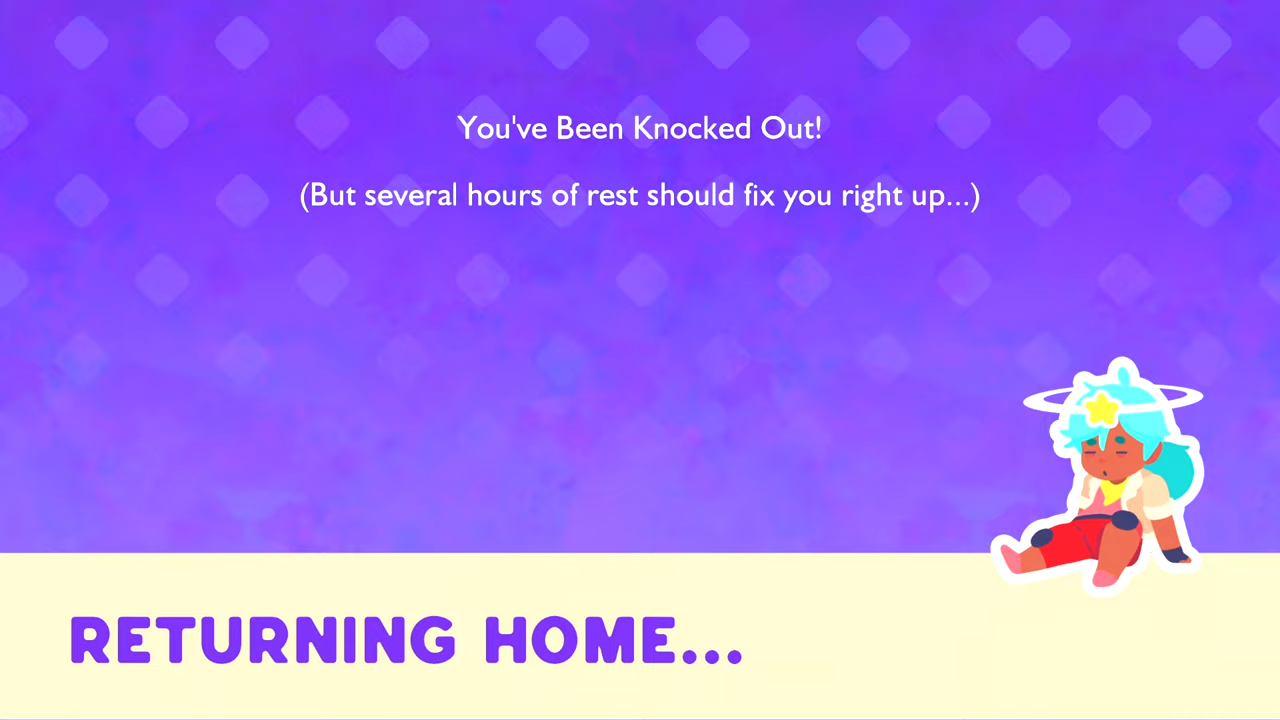 You've Been Knocked Out!
(But several hours of rest should fix you right up...)
RETURNING HOME...